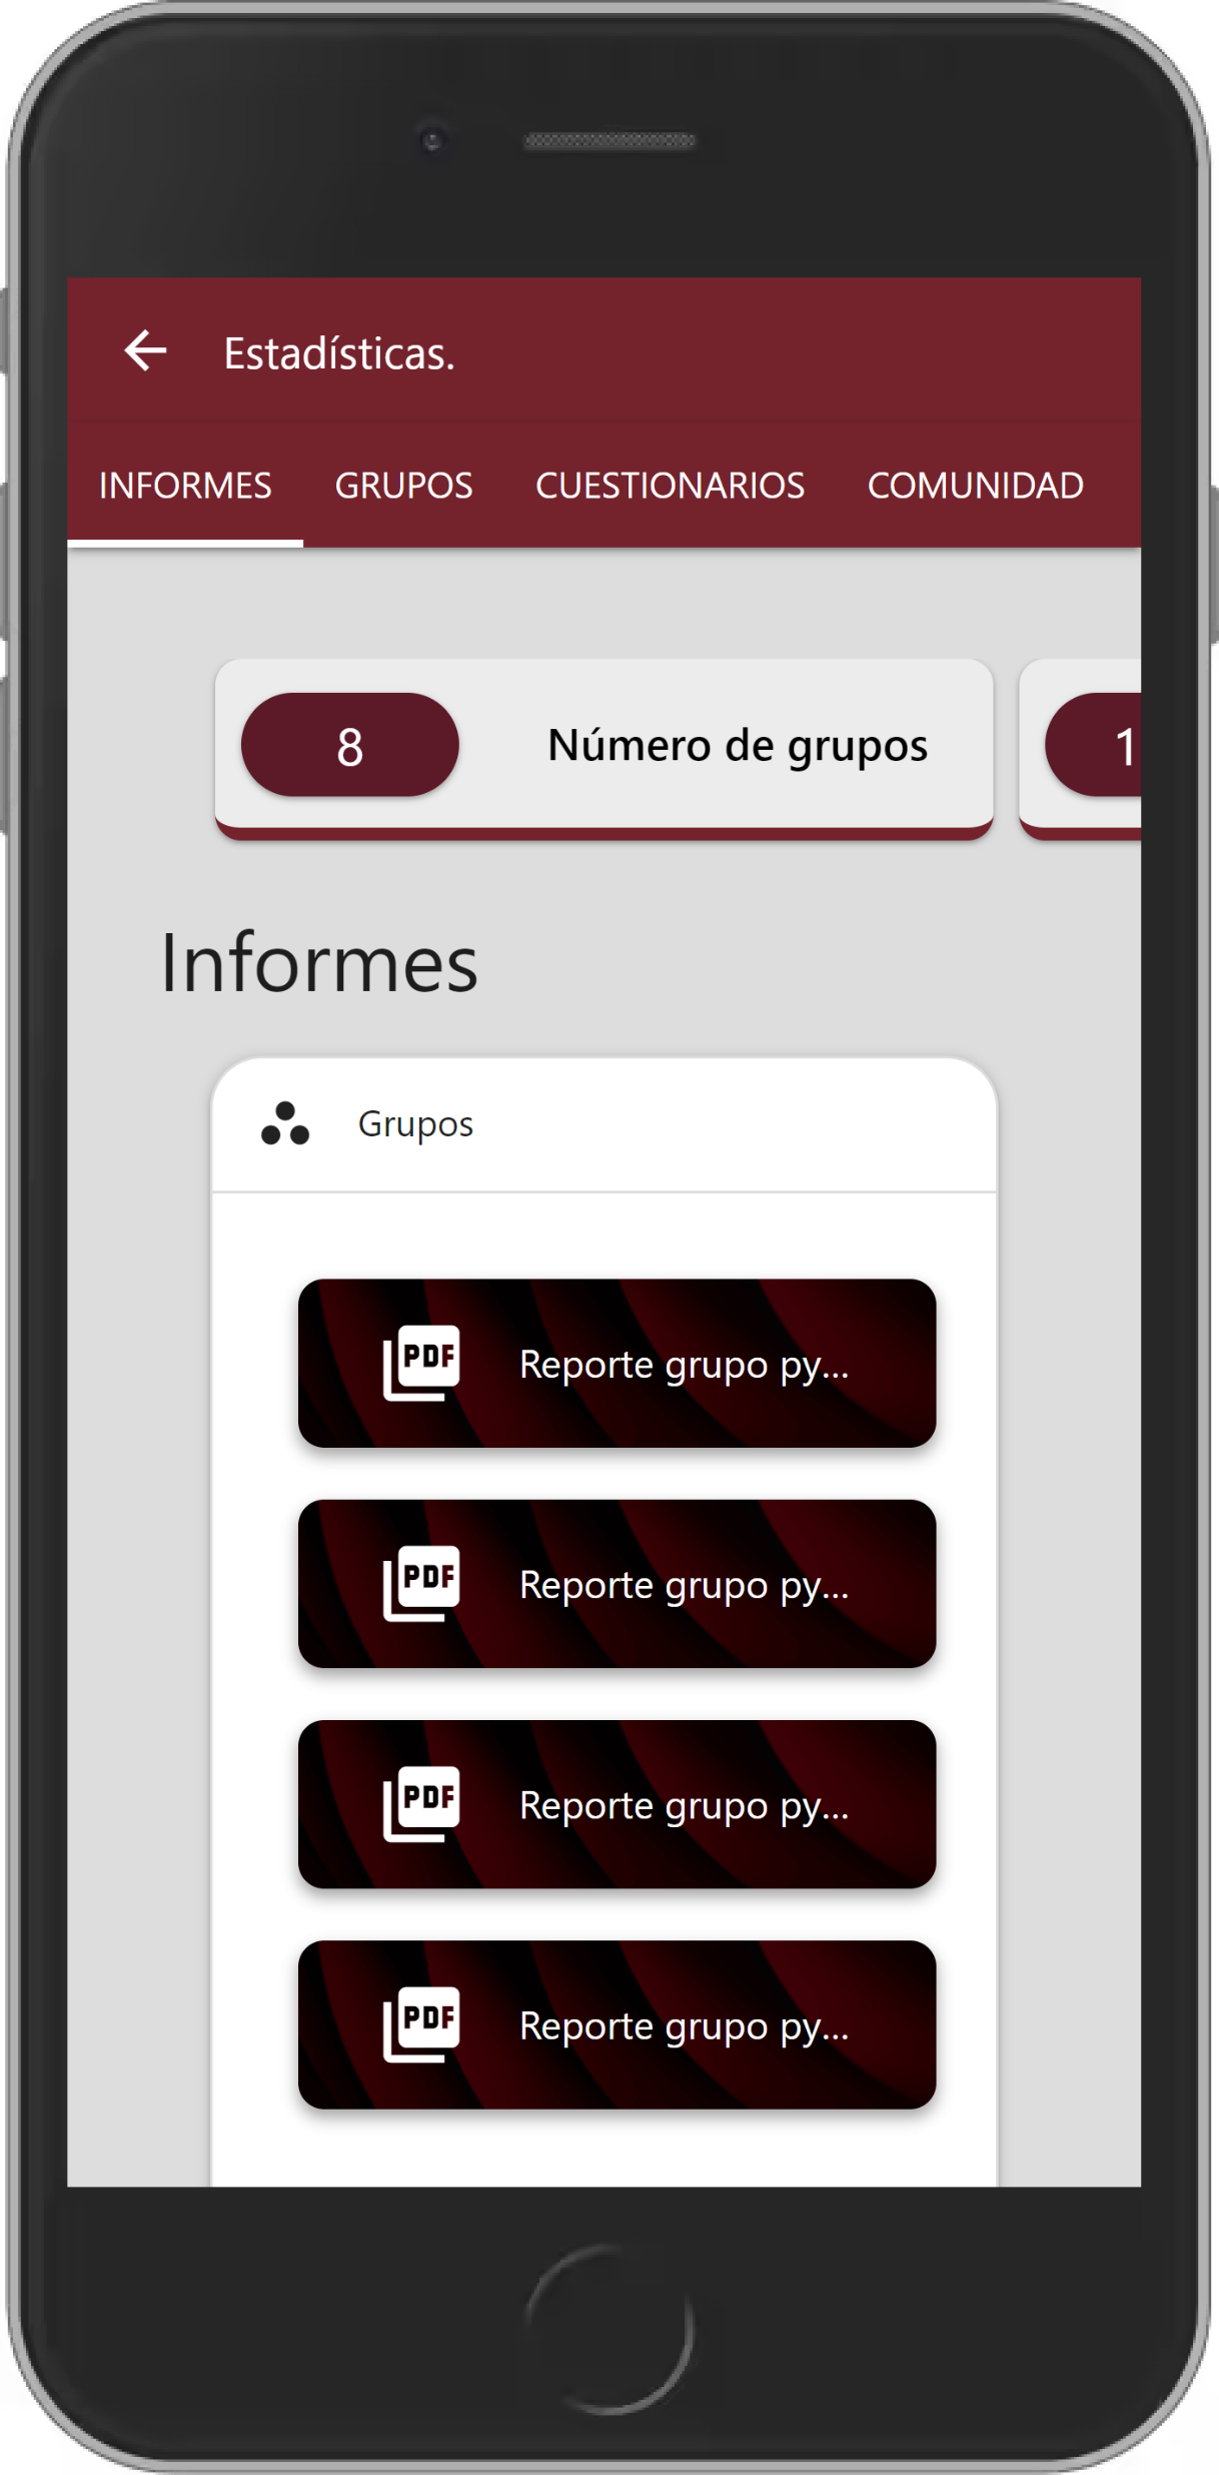 Estadísticas.
INFORMES GRUPOS CUESTIONARIOS COMUNIDAD
8 Número de grupos 1
Informes
Grupos
PDF Reporte grupo py...
PDF Reporte grupo py...
PDF Reporte grupo py...
PDF Reporte grupo py...